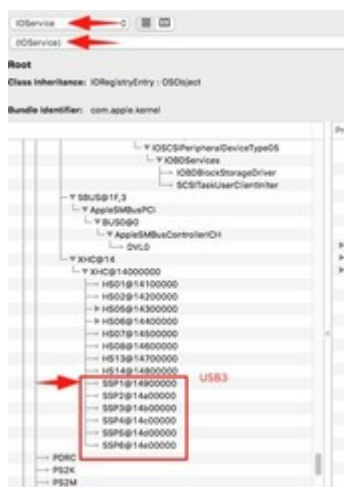 IOService
(IOService)
Root
Class Inheritance: IORegistryEntry : OSObject
Bundle Identifier: com.apple.kernel
IOSCSIPeripheralDeviceType05
IOBDServices
IOBDBlockStorageDriver
SCSITaskUserClientIniter
SBUS@1F,3
AppleSMBusPCI
BUS0@0
AppleSMBusControllerICH
DVL0
XHC@14
XHC@14000000
HS01@14100000
HS02@14200000
HS05@14300000
HS06@14400000
HS07@14500000
HS08@14600000
HS13@14700000
HS14@14800000
SSP1@14900000
USB3
SSP2@14a00000
SSP3@14b00000
SSP4@14c00000
SSP5@14d00000
SSP6@14e00000
PDRC
PS2K
PS2M